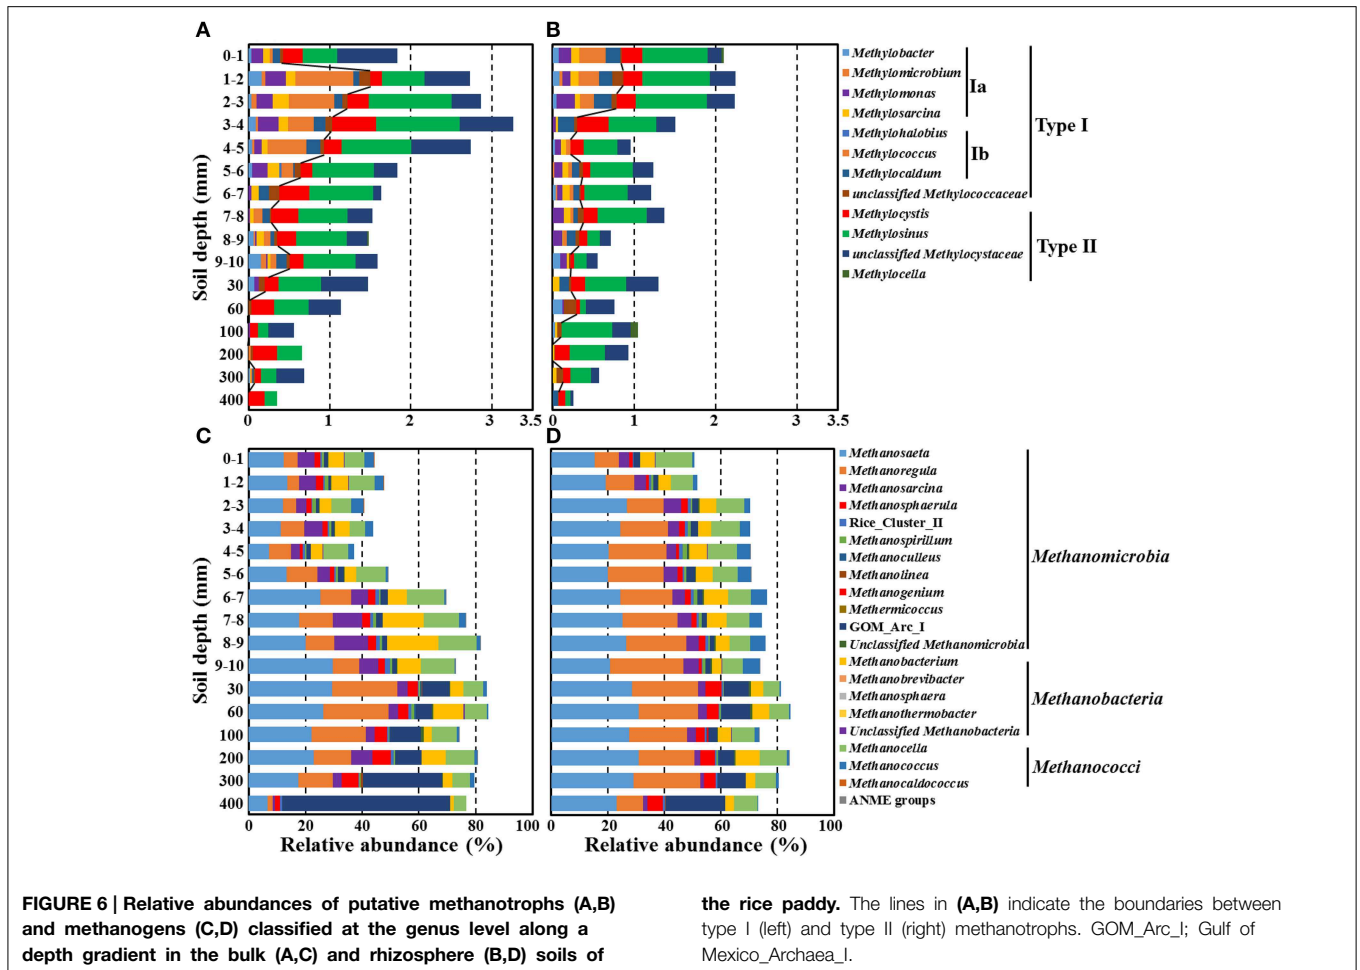 A
B
0-1
1-2
2-3
3-4
4-5
5-6
6-7
7-8
8-9
9-10
30
60
100
200
300
400
Soil depth (mm)
0 1 2 3 3.5
0 1 2 3 3.5
Methylobacter
Methylomicrobium
Methylomonas
Methylosarcina
Methylohalobius
Methylococcus
Methylocaldum
unclassified Methylococcaceae
Methylocystis
Methylosinus
unclassified Methylocystaceae
Methylocella
Ia
Ib
Type I
Type II
C
D
0-1
1-2
2-3
3-4
4-5
5-6
6-7
7-8
8-9
9-10
30
60
100
200
300
400
Soil depth (mm)
0 20 40 60 80 100
0 20 40 60 80 100
Relative abundance (%)
Relative abundance (%)
Methanosaeta
Methanoregula
Methanosarcina
Methanosphaerula
Rice_Cluster_II
Methanospirillum
Methanoculleus
Methanolinea
Methanogenium
Methermicoccus
GOM_Arc_I
Unclassified Methanomicrobia
Methanobacterium
Methanobrevibacter
Methanosphaera
Methanothermobacter
Unclassified Methanobacteria
Methanocella
Methanococcus
Methanocaldococcus
ANME groups
Methanomicrobia
Methanobacteria
Methanococci
FIGURE 6 | Relative abundances of putative methanotrophs (A,B)
and methanogens (C,D) classified at the genus level along a
depth gradient in the bulk (A,C) and rhizosphere (B,D) soils of
the rice paddy. The lines in (A,B) indicate the boundaries between
type I (left) and type II (right) methanotrophs. GOM_Arc_I; Gulf of
Mexico_Archaea_I.